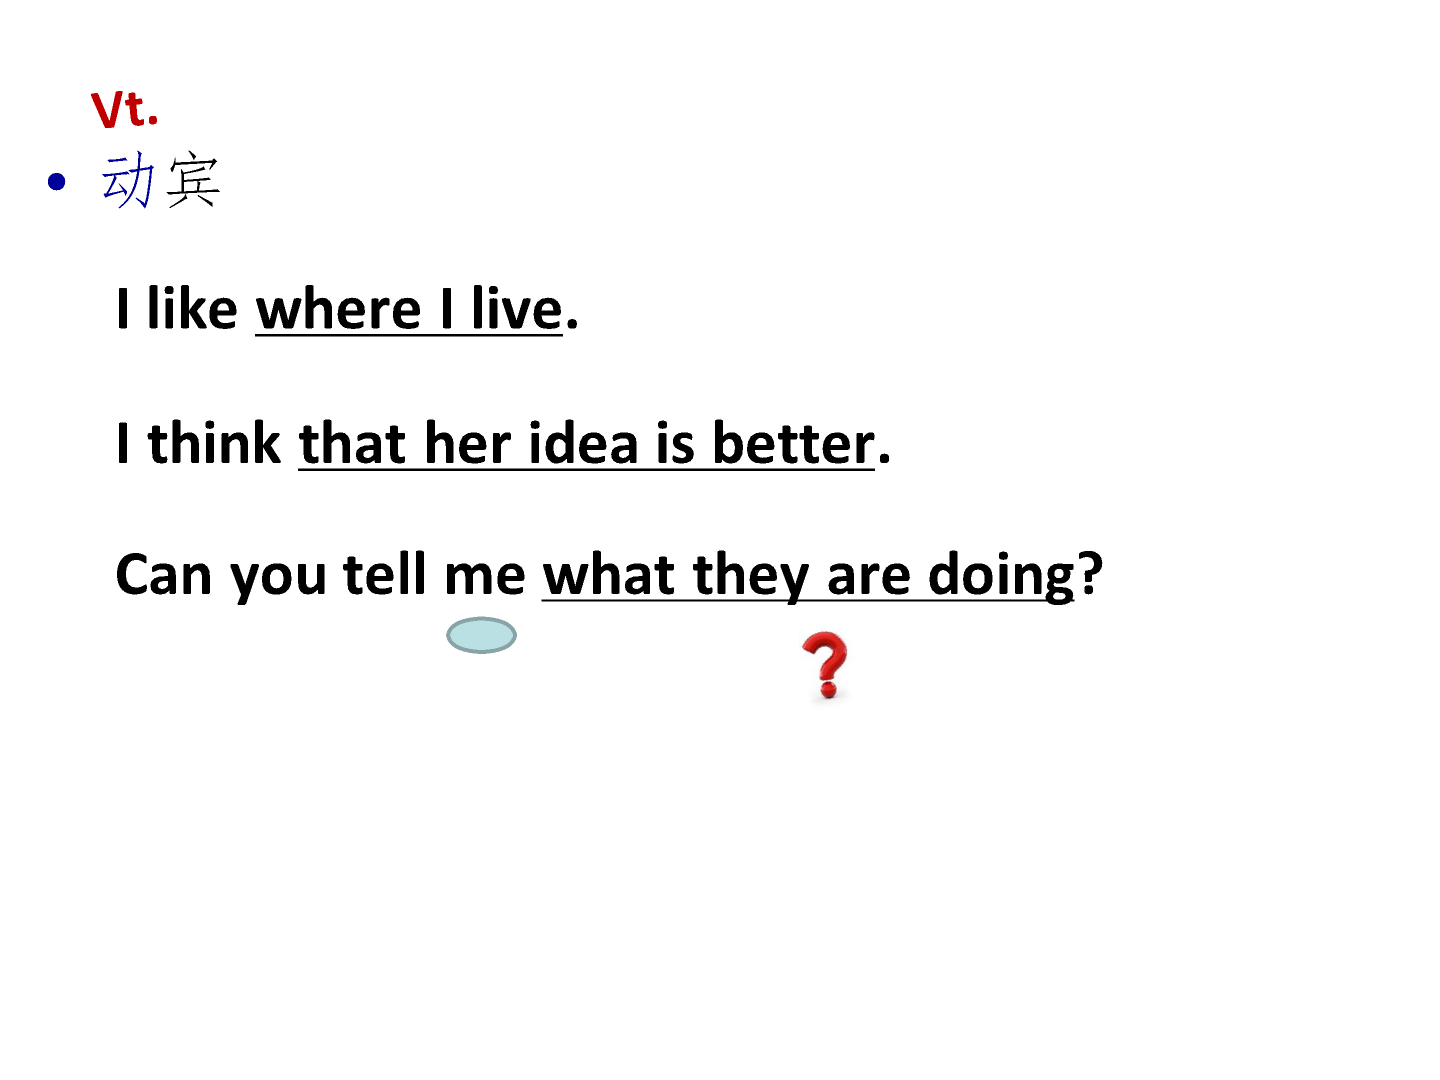 Vt.
• 动宾
I like where I live.
I think that her idea is better.
Can you tell me what they are doing?
?